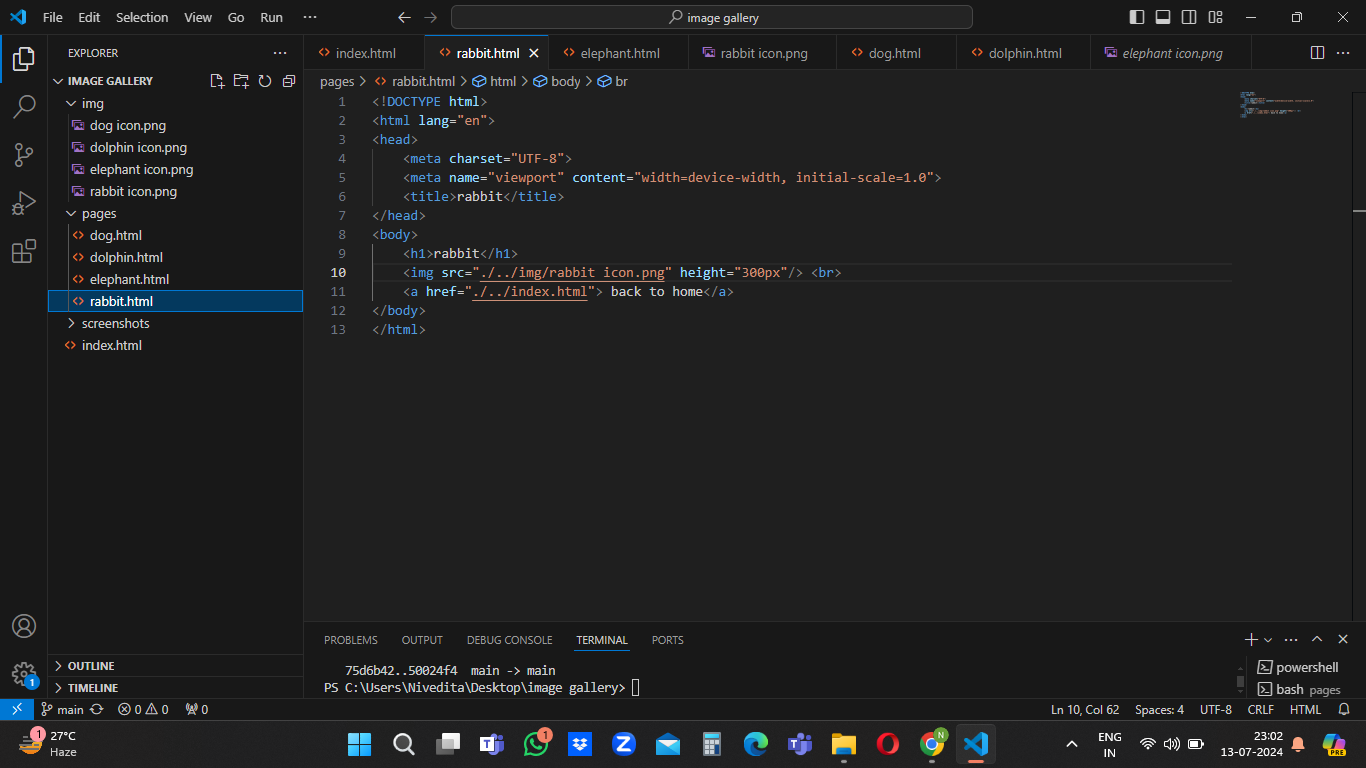 File Edit Selection View Go Run ··· image gallery
EXPLORER
IMAGE GALLERY
img
dog icon.png
dolphin icon.png
elephant icon.png
rabbit icon.png
pages
dog.html
dolphin.html
elephant.html
rabbit.html
screenshots
index.html
OUTLINE
TIMELINE
index.html rabbit.html elephant.html rabbit icon.png dog.html dolphin.html elephant icon.png
pages > rabbit.html > html > body > br
1 <!DOCTYPE html>
2 <html lang="en">
3 <head>
4 <meta charset="UTF-8">
5 <meta name="viewport" content="width=device-width, initial-scale=1.0">
6 <title>rabbit</title>
7 </head>
8 <body>
9 <h1>rabbit</h1>
10 <img src="./../img/rabbit icon.png" height="300px"/> <br>
11 <a href="./../index.html"> back to home</a>
12 </body>
13 </html>
PROBLEMS OUTPUT DEBUG CONSOLE TERMINAL PORTS
75d6b42..50024f4 main -> main
PS C:\Users\Nivedita\Desktop\image gallery>
powershell
bash pages
1
main 0 0 0 Ln 10, Col 62 Spaces: 4 UTF-8 CRLF HTML
1
27°C
Haze
1
N
PRE
ENG
IN
23:02
13-07-2024